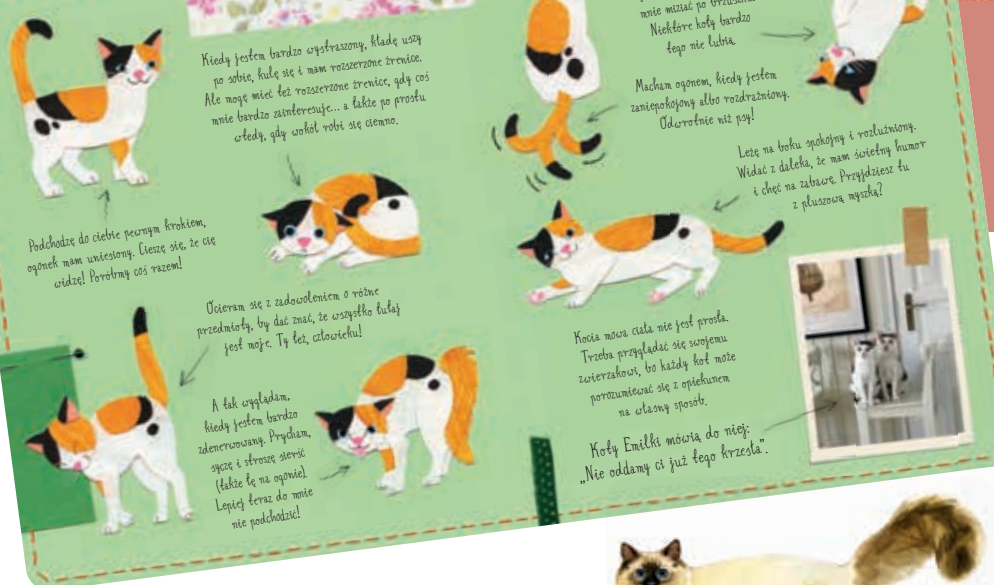 Kiedy jestem bardzo wystraszony, kładę uszy
po sobie, kulę się i mam rozszerzone źrenice.
Ale mogę mieć też rozszerzone źrenice, gdy coś
mnie bardzo zainteresuje... a także po prostu
wtedy, gdy wokół robi się ciemno.
Podchodzę do ciebie pewnym krokiem,
ogonek mam uniesiony. Cieszę się, że cię
widzę! Poróbmy coś razem!
Ocieram się z zadowoleniem o różne
przedmioty, by dać znać, że wszystko tutaj
jest moje. Ty też, człowieku!
A tak wyglądam,
kiedy jestem bardzo
zdenerwowany. Prycham,
syczę i stroszę sierść
(także tę na ogonie).
Lepiej teraz do mnie
nie podchodzić!
mnie miziać po brzuszku.
Niektóre koty bardzo
tego nie lubią.
Macham ogonem, kiedy jestem
zaniepokojony albo rozdrażniony.
Odwrotnie niż psy!
Leżę na boku spokojny i rozluźniony.
Widać z daleka, że mam świetny humor
i chęć na zabawę. Przyjdziesz tu
z pluszową myszką?
Kocia mowa ciała nie jest prosta.
Trzeba przyglądać się swojemu
zwierzakowi, bo każdy kot może
porozumiewać się z opiekunem
na własny sposób.
Koty Emilki mówią do niej:
„Nie oddamy ci już tego krzesła”.